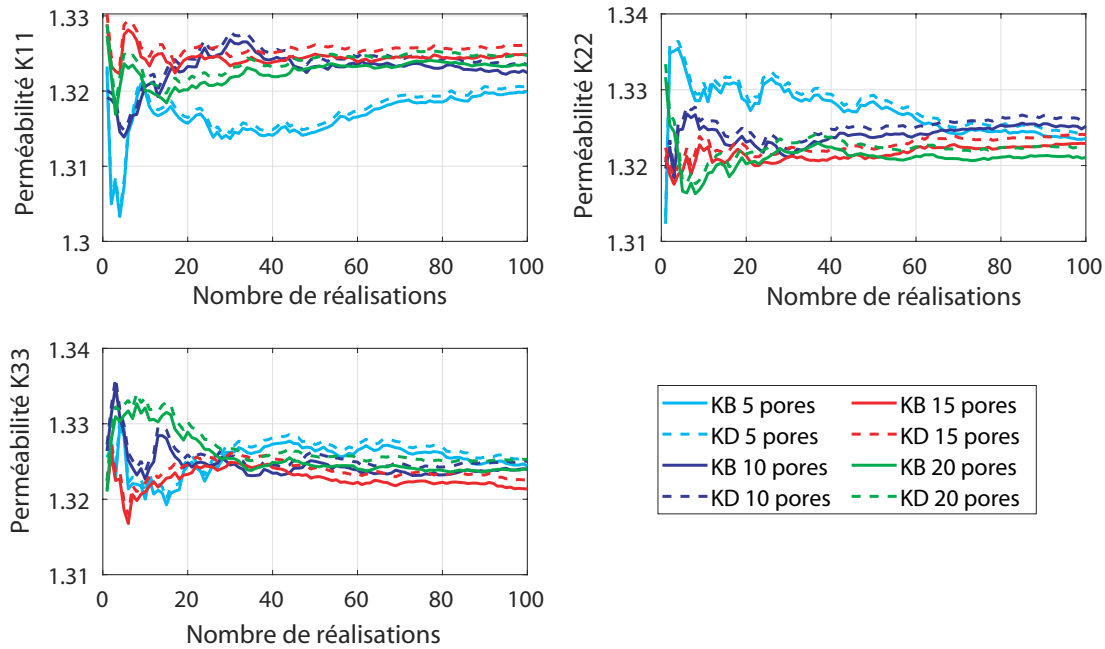 Perméabilité K11
1.33
1.32
1.31
1.3
0
20
40
60
80
100
Nombre de réalisations
Perméabilité K22
1.34
1.33
1.32
1.31
0
20
40
60
80
100
Nombre de réalisations
Perméabilité K33
1.34
1.33
1.32
1.31
0
20
40
60
80
100
Nombre de réalisations
KB 5 pores
KD 5 pores
KB 10 pores
KD 10 pores
KB 15 pores
KD 15 pores
KB 20 pores
KD 20 pores